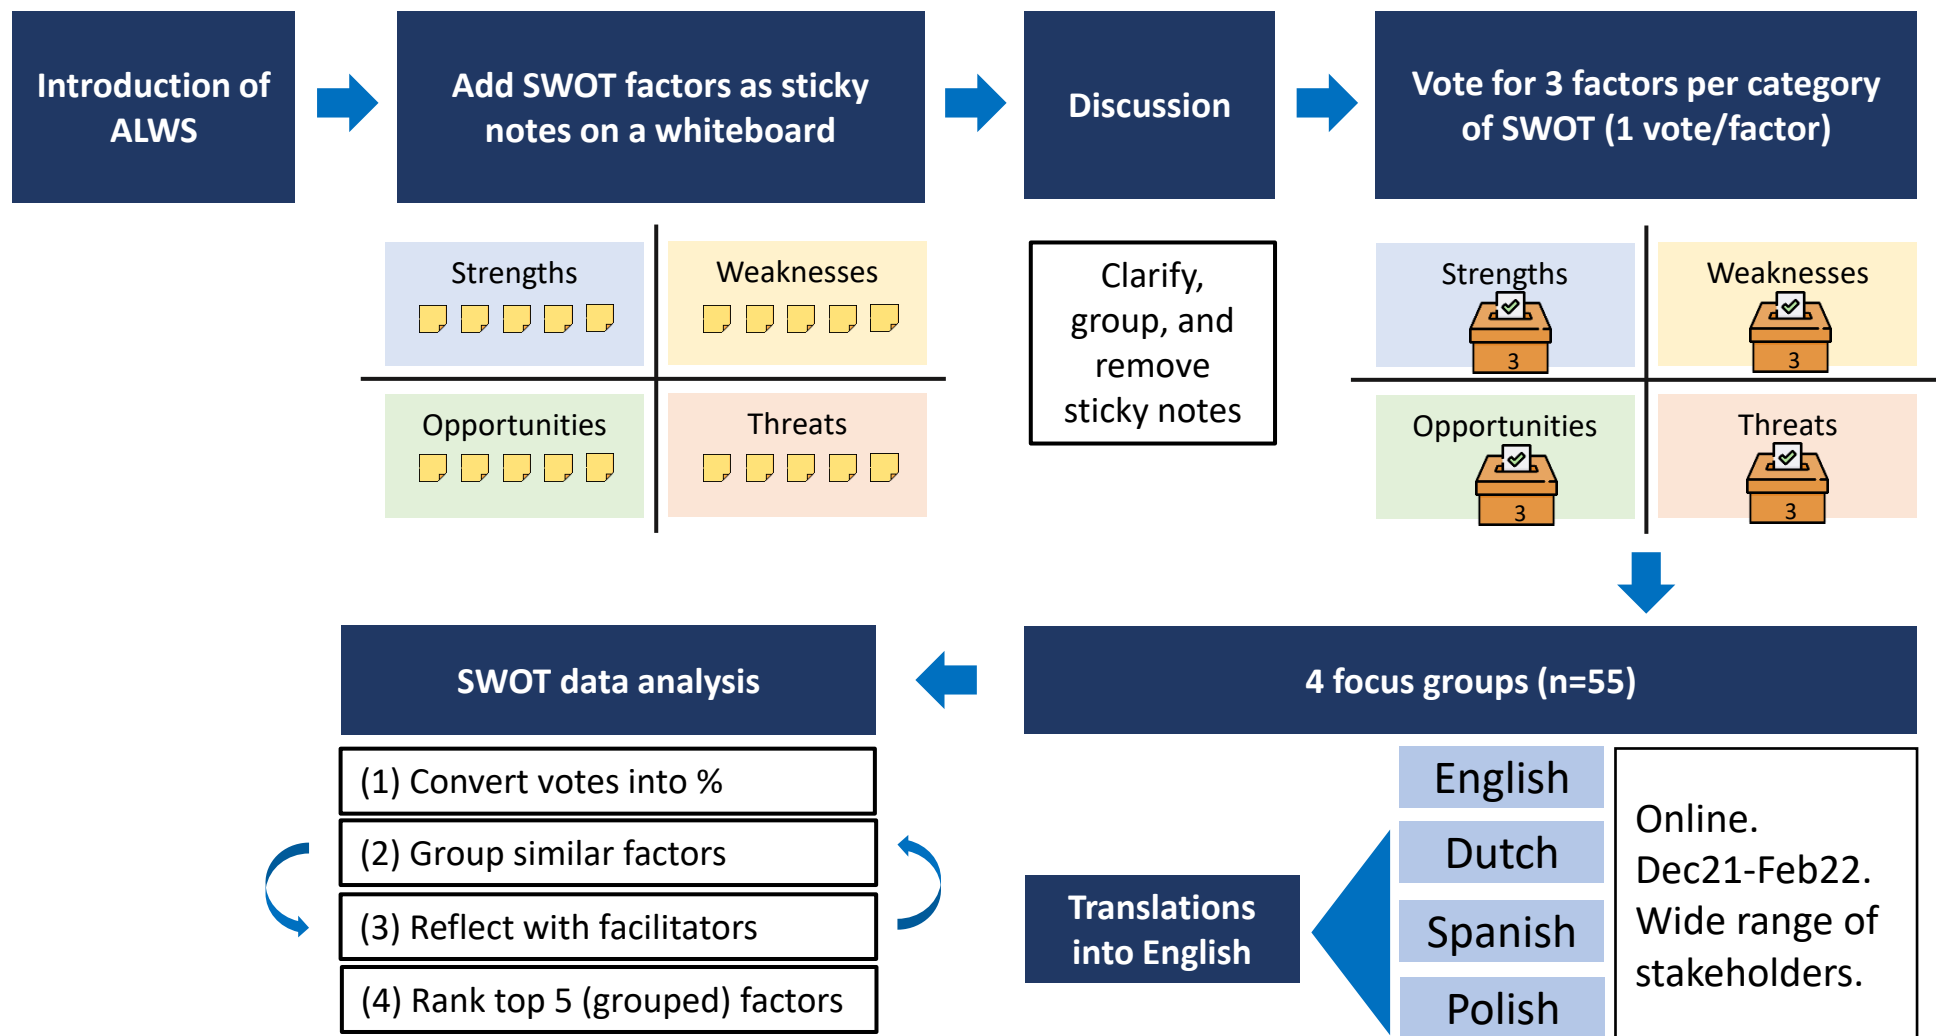 Introduction of
ALWS
Add SWOT factors as sticky
notes on a whiteboard
Discussion
Vote for 3 factors per category
of SWOT (1 vote/factor)
Strengths
Weaknesses
Opportunities
Threats
Clarify,
group, and
remove
sticky notes
Strengths
3
Weaknesses
3
Opportunities
3
Threats
3
SWOT data analysis
(1) Convert votes into %
(2) Group similar factors
(3) Reflect with facilitators
(4) Rank top 5 (grouped) factors
4 focus groups (n=55)
Translations
into English
English
Dutch
Spanish
Polish
Online.
Dec21-Feb22.
Wide range of
stakeholders.